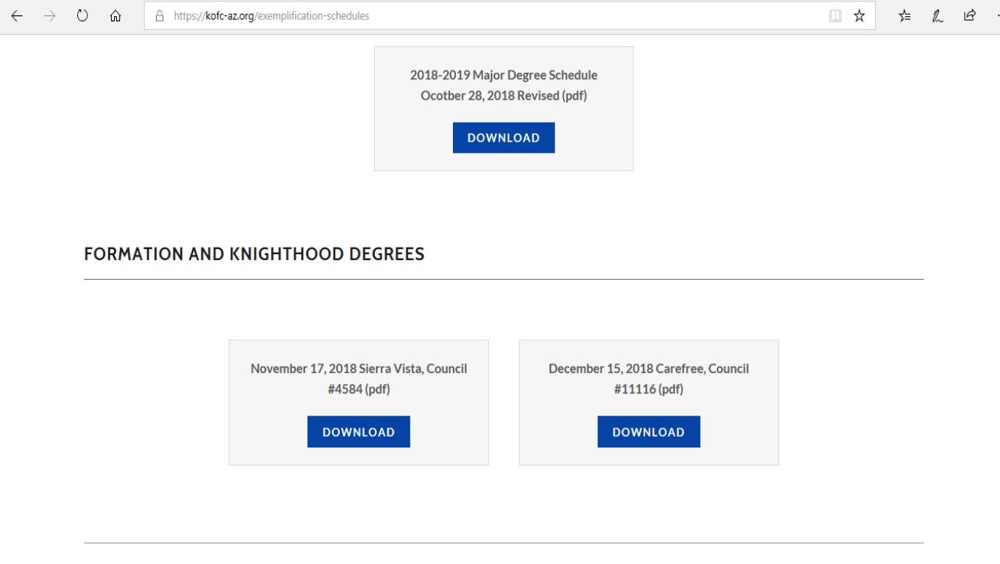 https://kofc-az.org/exemplification-schedules
2018-2019 Major Degree Schedule
Ocotber 28, 2018 Revised (pdf)
DOWNLOAD
FORMATION AND KNIGHTHOOD DEGREES
November 17, 2018 Sierra Vista, Council
#4584 (pdf)
DOWNLOAD
December 15, 2018 Carefree, Council
#11116 (pdf)
DOWNLOAD